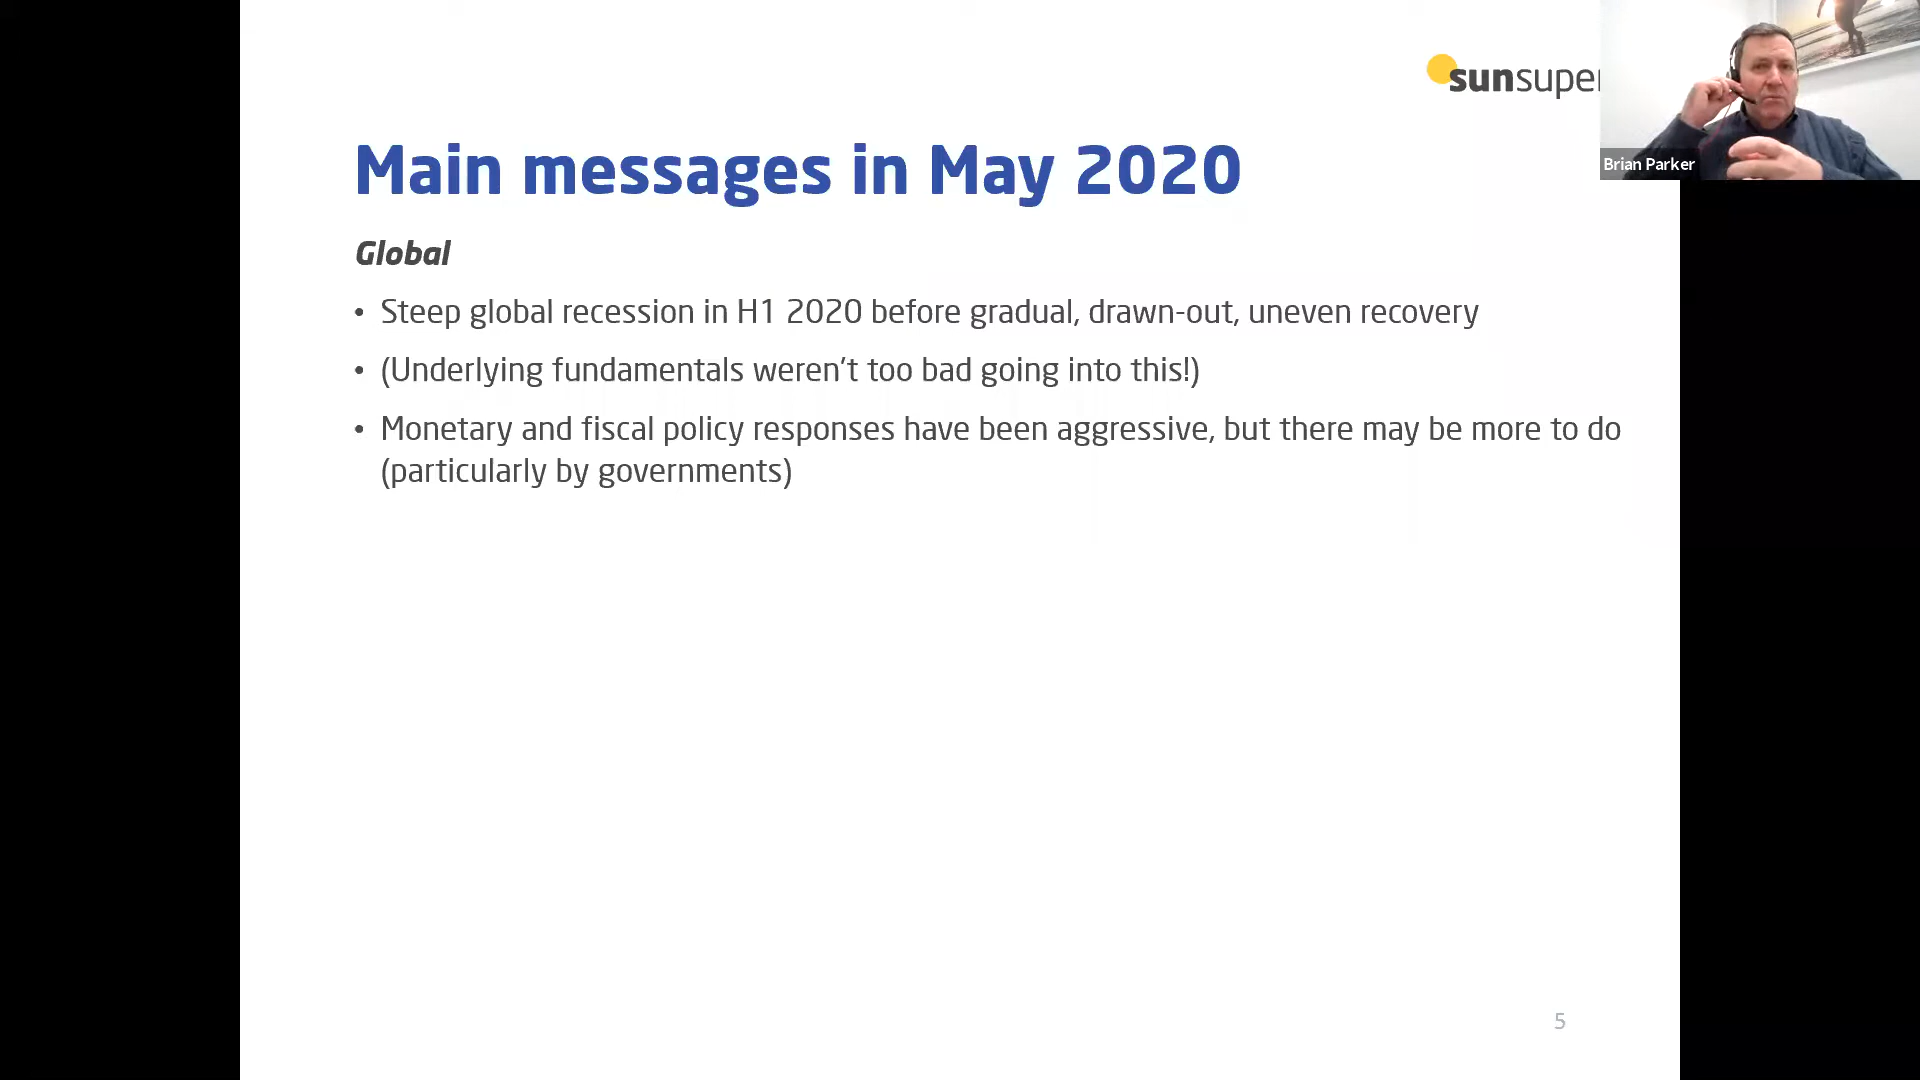 sunsuper
Main messages in May 2020
Brian Parker
Global
• Steep global recession in H1 2020 before gradual, drawn-out, uneven recovery
• (Underlying fundamentals weren't too bad going into this!)
• Monetary and fiscal policy responses have been aggressive, but there may be more to do
(particularly by governments)
5